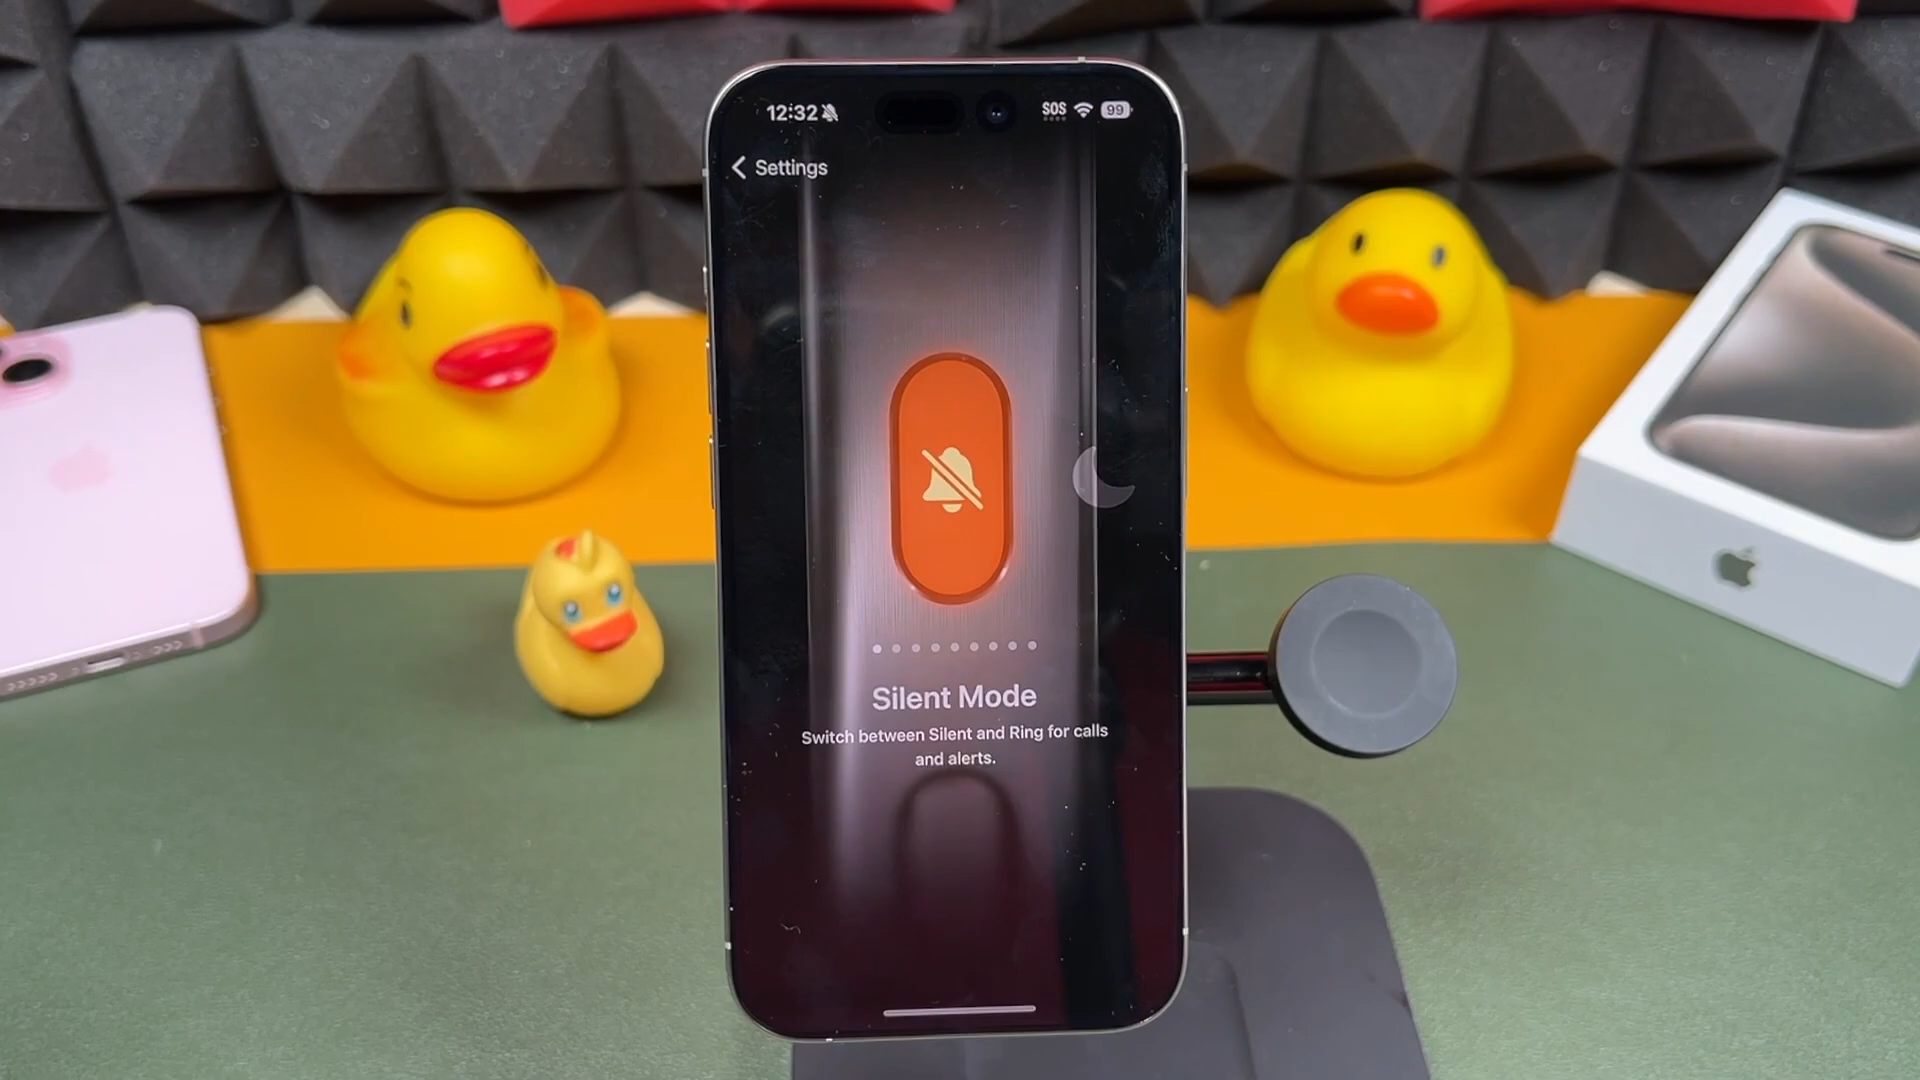 12:32
SOS
99
Settings
Silent Mode
Switch between Silent and Ring for calls
and alerts.